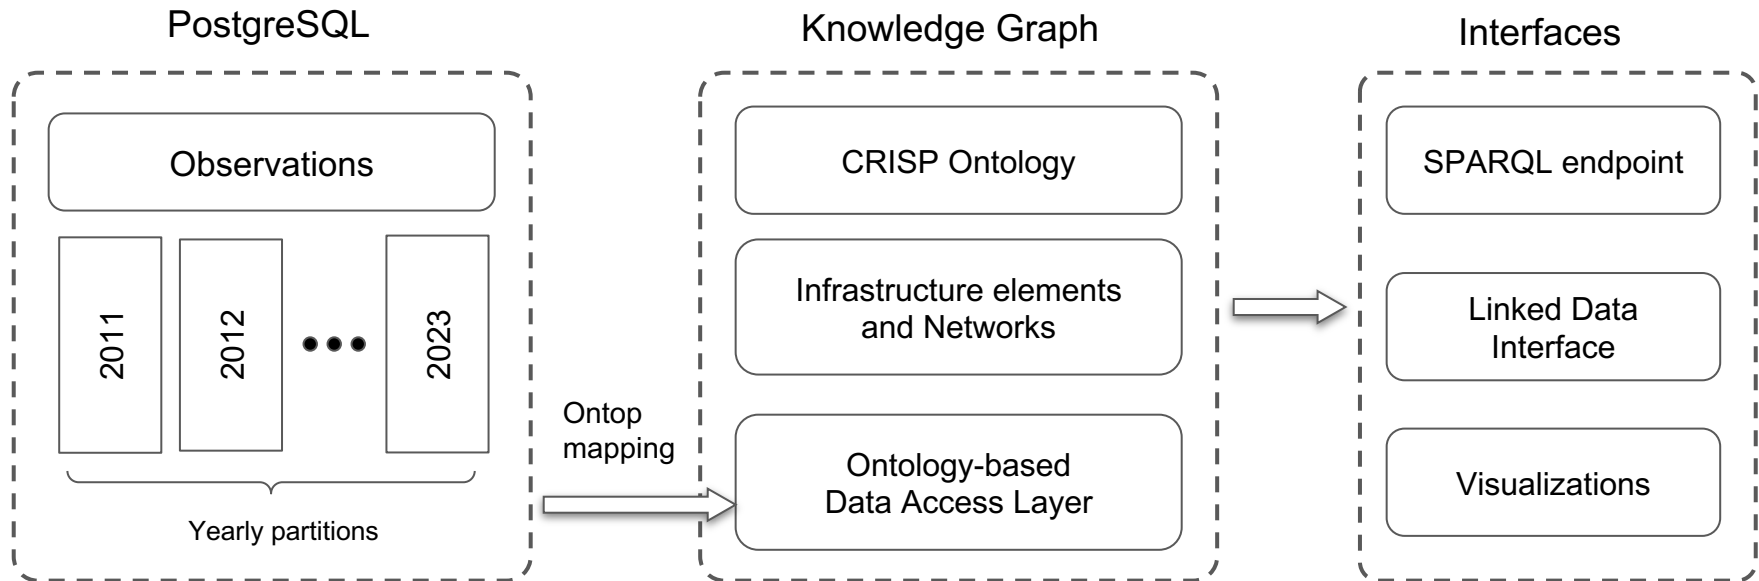 PostgreSQL
Observations
2011
2012
2023
Yearly partitions
Ontop
mapping
Knowledge Graph
CRISP Ontology
Infrastructure elements
and Networks
Ontology-based
Data Access Layer
Interfaces
SPARQL endpoint
Linked Data
Interface
Visualizations